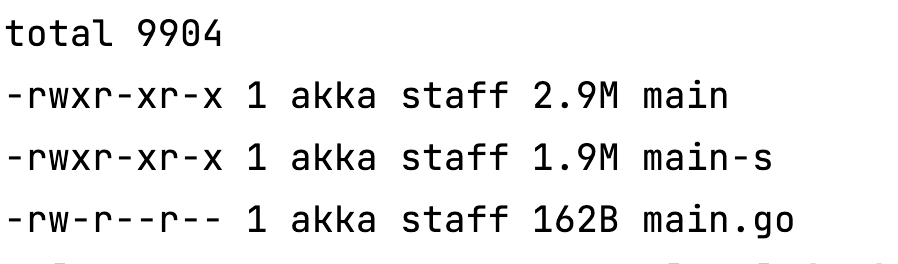 total 9904
-rwxr-xr-x 1 akka staff 2.9M main
-rwxr-xr-x 1 akka staff 1.9M main-s
-rw-r--r-- 1 akka staff 162B main.go